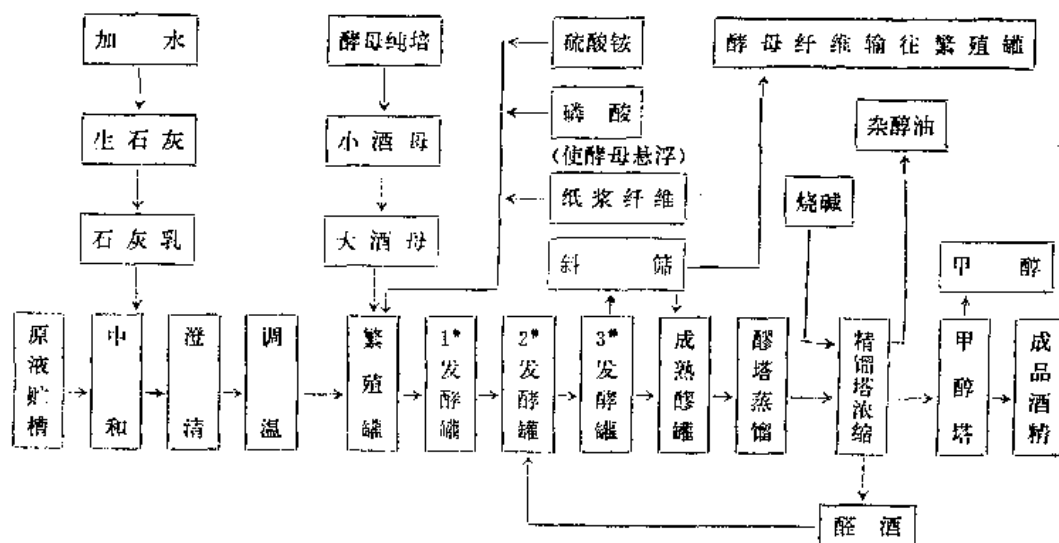 加水
酵母纯培
硫酸铵
酵母纤维输往繁殖罐
生石灰
小酒母
磷酸
杂醇油
(使酵母悬浮)
纸浆纤维
烧碱
石灰乳
大酒母
斜筛
甲醇
原液贮槽
中和
澄清
调温
繁殖罐
1#发酵罐
2#发酵罐
3#发酵罐
成熟醪罐
醪塔蒸馏
精馏塔浓缩
甲醇塔
成品酒精
醛酒